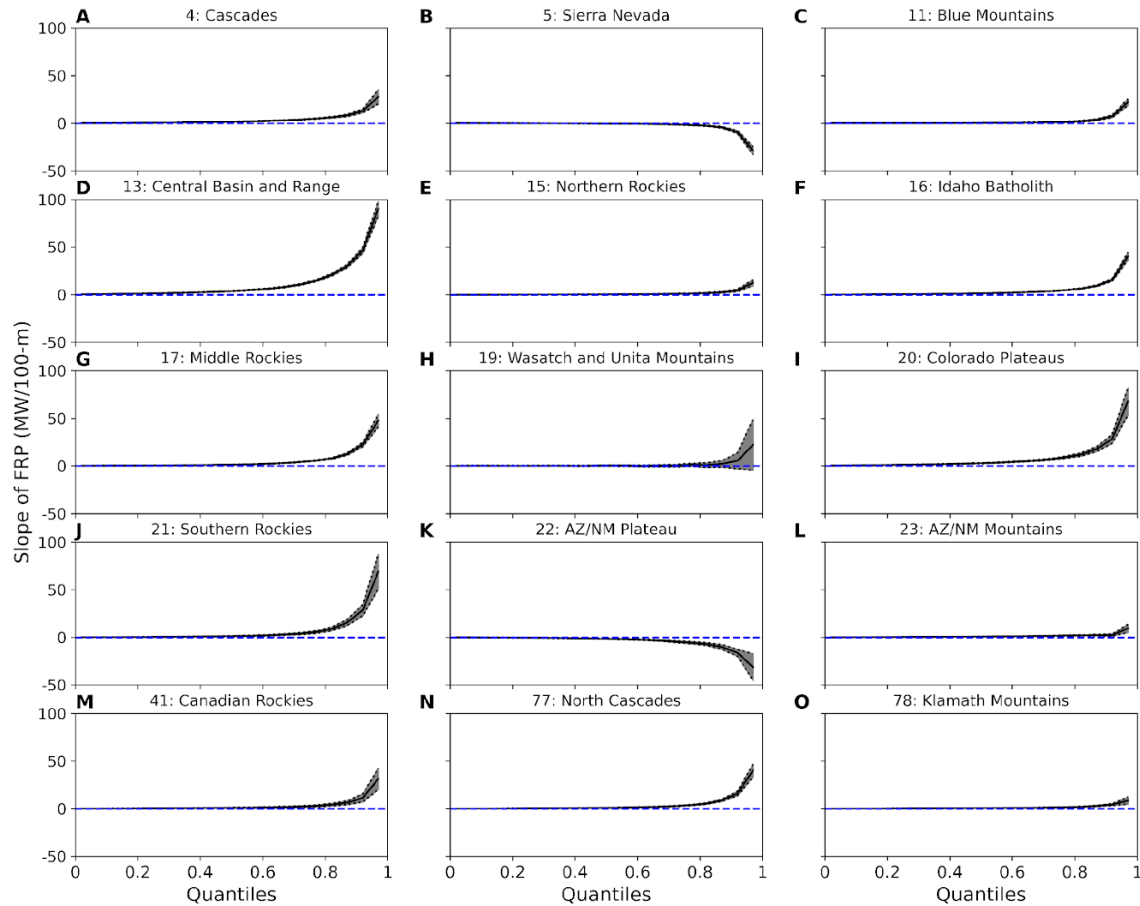 A 4: Cascades
B 5: Sierra Nevada
C 11: Blue Mountains
100
50
0
-50
D 13: Central Basin and Range
E 15: Northern Rockies
F 16: Idaho Batholith
100
50
0
-50
G 17: Middle Rockies
H 19: Wasatch and Unita Mountains
I 20: Colorado Plateaus
100
50
0
-50
J 21: Southern Rockies
K 22: AZ/NM Plateau
L 23: AZ/NM Mountains
100
50
0
-50
M 41: Canadian Rockies
N 77: North Cascades
O 78: Klamath Mountains
100
50
0
-50
0 0.2 0.4 0.6 0.8 1
0 0.2 0.4 0.6 0.8 1
0 0.2 0.4 0.6 0.8 1
Quantiles
Quantiles
Quantiles
Slope of FRP (MW/100-m)